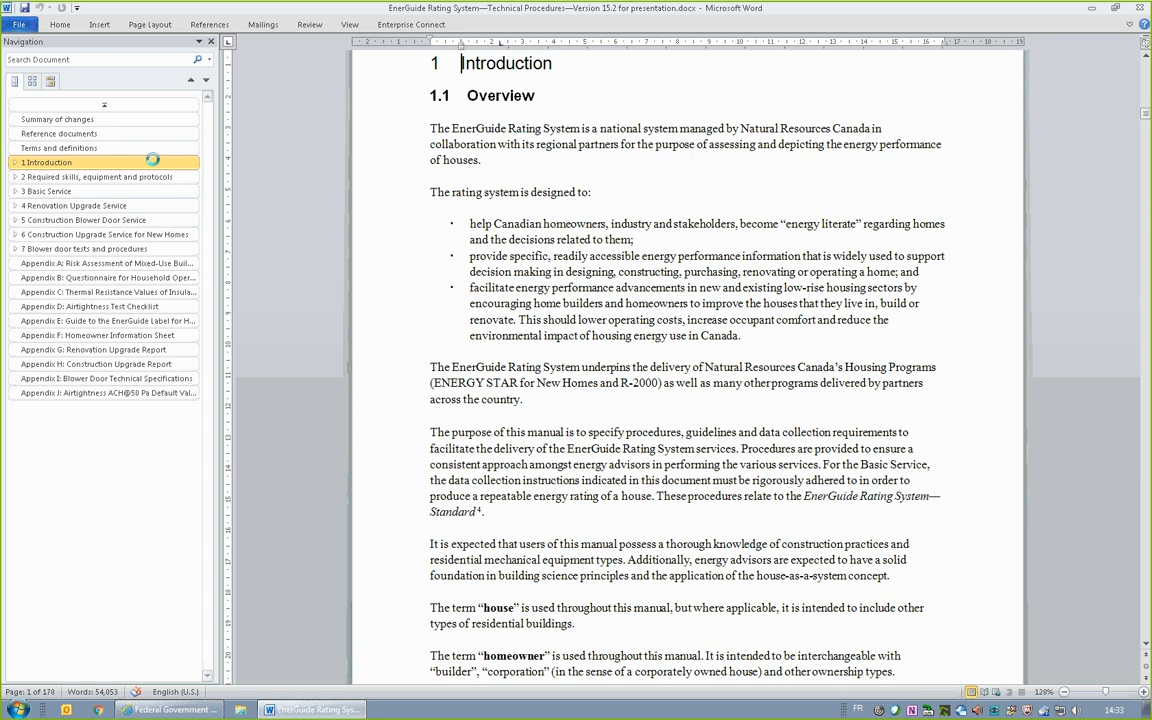 EnerGuide Rating System—Technical Procedures—Version 15.2 for presentation.docx - Microsoft Word
File Home Insert Page Layout References Mailings Review View Enterprise Connect
Navigation
Search Document
Summary of changes
Reference documents
Terms and definitions
1 Introduction
2 Required skills, equipment and protocols
3 Basic Service
4 Renovation Upgrade Service
5 Construction Blower Door Service
6 Construction Upgrade Service for New Homes
7 Blower door tests and procedures
Appendix A: Risk Assessment of Mixed-Use Buil...
Appendix B: Questionnaire for Household Oper...
Appendix C: Thermal Resistance Values of Insula...
Appendix D: Airtightness Test Checklist
Appendix E: Guide to the EnerGuide Label for H...
Appendix F: Homeowner Information Sheet
Appendix G: Renovation Upgrade Report
Appendix H: Construction Upgrade Report
Appendix I: Blower Door Technical Specifications
Appendix J: Airtightness ACH@50 Pa Default Val...
1 Introduction
1.1 Overview
The EnerGuide Rating System is a national system managed by Natural Resources Canada in
collaboration with its regional partners for the purpose of assessing and depicting the energy performance
of houses.
The rating system is designed to:
· help Canadian homeowners, industry and stakeholders, become “energy literate” regarding homes
and the decisions related to them;
· provide specific, readily accessible energy performance information that is widely used to support
decision making in designing, constructing, purchasing, renovating or operating a home; and
· facilitate energy performance advancements in new and existing low-rise housing sectors by
encouraging home builders and homeowners to improve the houses that they live in, build or
renovate. This should lower operating costs, increase occupant comfort and reduce the
environmental impact of housing energy use in Canada.
The EnerGuide Rating System underpins the delivery of Natural Resources Canada’s Housing Programs
(ENERGY STAR for New Homes and R-2000) as well as many other programs delivered by partners
across the country.
The purpose of this manual is to specify procedures, guidelines and data collection requirements to
facilitate the delivery of the EnerGuide Rating System services. Procedures are provided to ensure a
consistent approach amongst energy advisors in performing the various services. For the Basic Service,
the data collection instructions indicated in this document must be rigorously adhered to in order to
produce a repeatable energy rating of a house. These procedures relate to the EnerGuide Rating System—
Standard⁴.
It is expected that users of this manual possess a thorough knowledge of construction practices and
residential mechanical equipment types. Additionally, energy advisors are expected to have a solid
foundation in building science principles and the application of the house-as-a-system concept.
The term “house” is used throughout this manual, but where applicable, it is intended to include other
types of residential buildings.
The term “homeowner” is used throughout this manual. It is intended to be interchangeable with
“builder”, “corporation” (in the sense of a corporately owned house) and other ownership types.
Page: 1 of 170 Words: 54,053 English (U.S.) 120%
Federal Government ... EnerGuide Rating Sys... FR 14:33